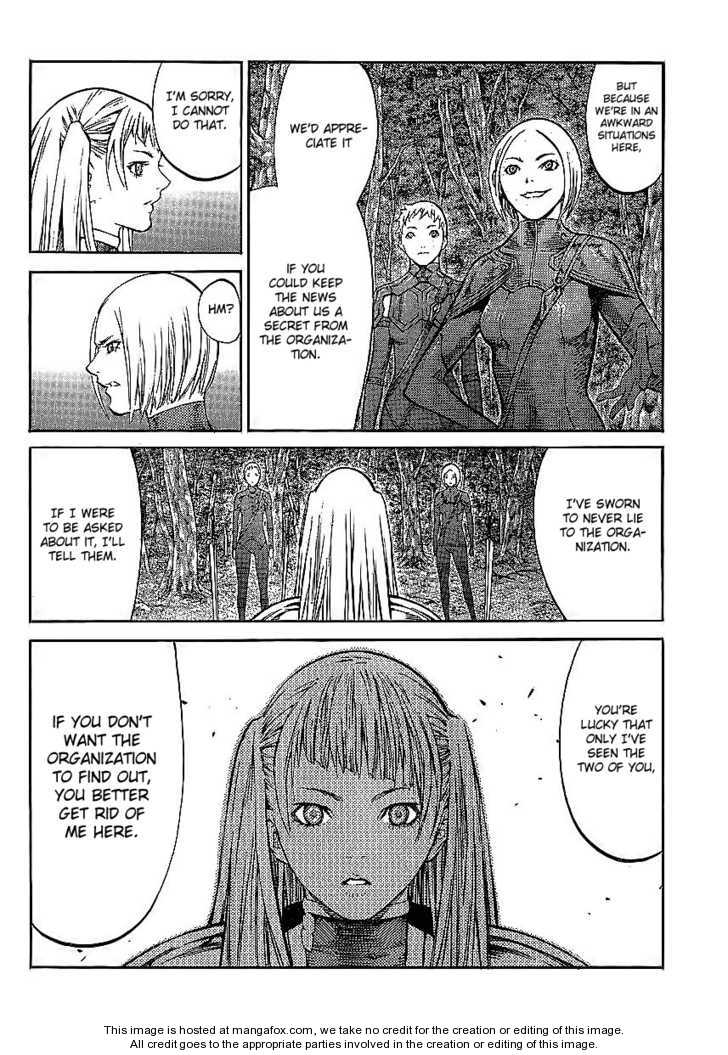 BUT
BECAUSE
WE'RE IN AN
AWKWARD
SITUATIONS
HERE,
WE'D APPRE-
CIATE IT
IF YOU
COULD KEEP
THE NEWS
ABOUT US A
SECRET FROM
THE ORGANIZA-
TION.
I'M SORRY,
I CANNOT
DO THAT.
HM?
I'VE SWORN
TO NEVER LIE
TO THE ORGA-
NIZATION.
IF I WERE
TO BE ASKED
ABOUT IT, I'LL
TELL THEM.
YOU'RE
LUCKY THAT
ONLY I'VE
SEEN THE
TWO OF YOU,
IF YOU DON'T
WANT THE
ORGANIZATION
TO FIND OUT,
YOU BETTER
GET RID OF
ME HERE.
This image is hosted at mangafox.com, we take no credit for the creation or editing of this image.
All credit goes to the appropriate parties involved in the creation or editing of this image.